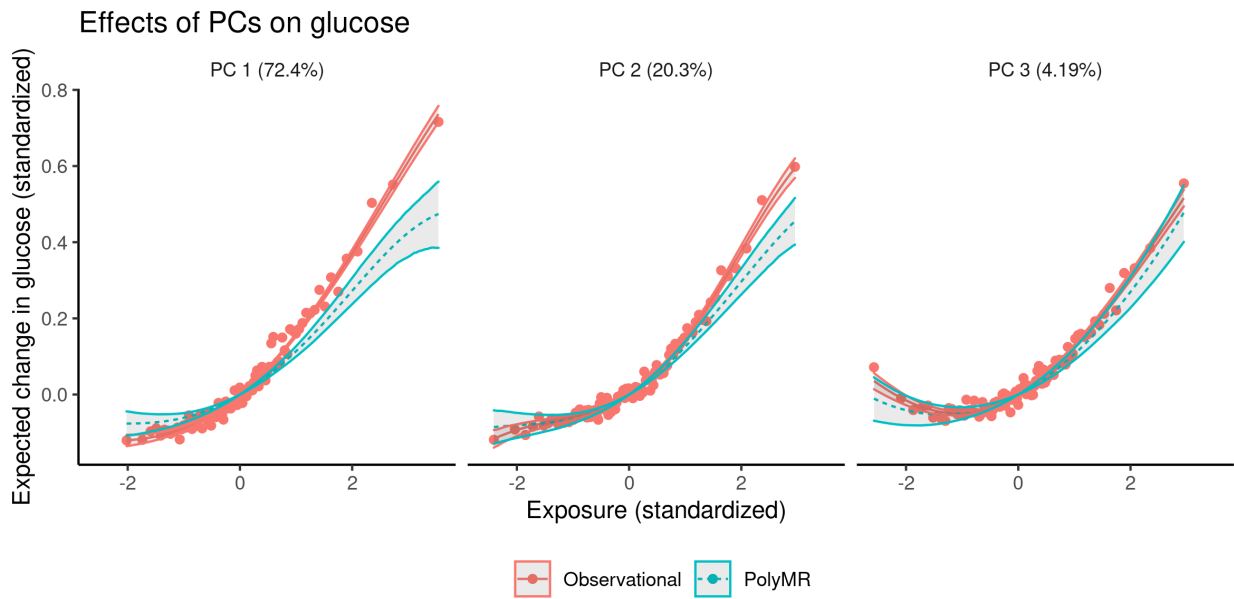 Effects of PCs on glucose
PC 1 (72.4%) PC 2 (20.3%) PC 3 (4.19%)
Expected change in glucose (standardized)
0.8
0.6
0.4
0.2
0.0
-2 0 2 -2 0 2 -2 0 2
Exposure (standardized)
Observational PolyMR